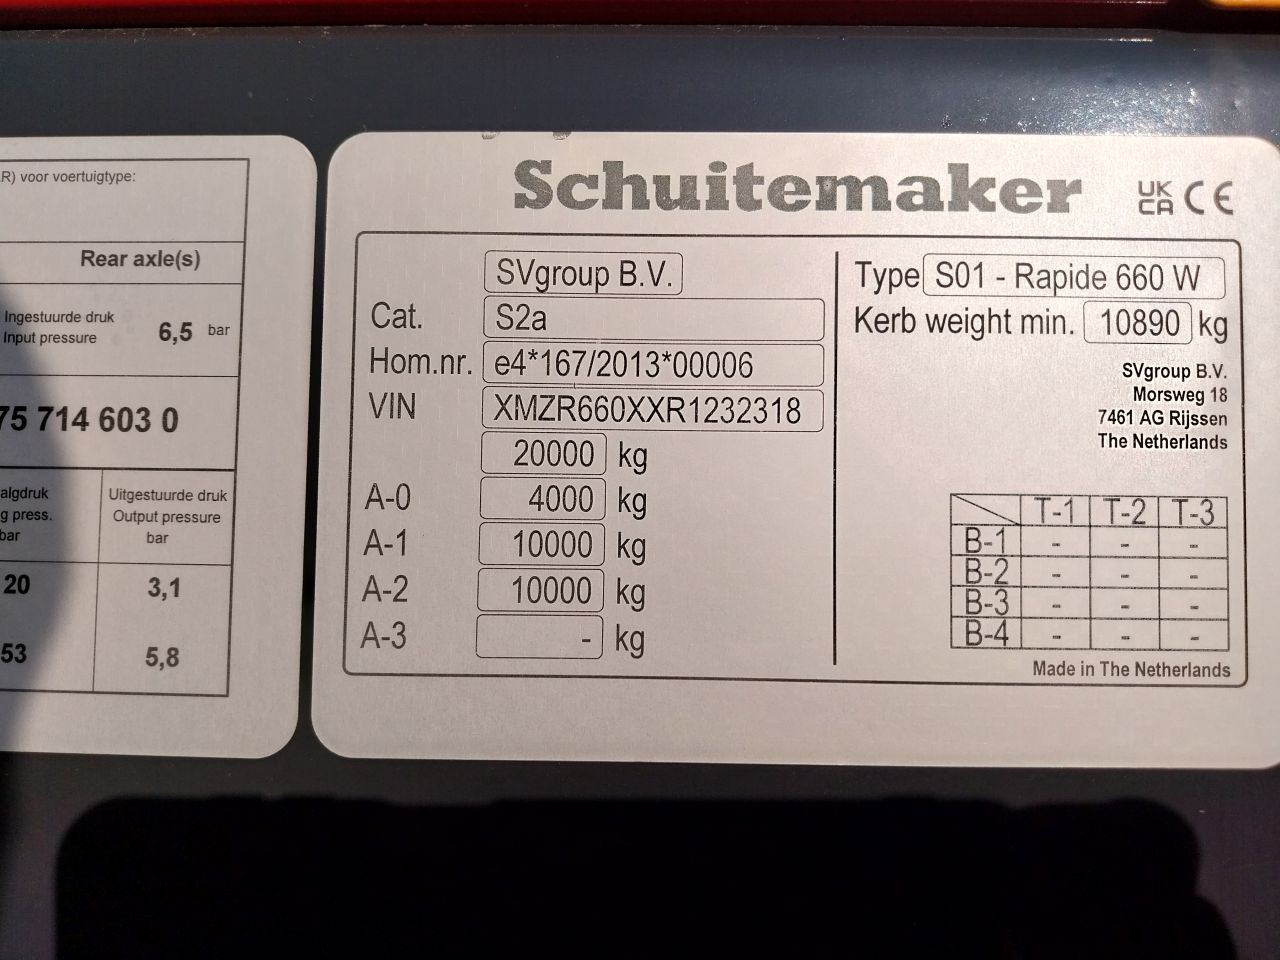 R) voor voertuigtype:
Rear axle(s)
Ingestuurde druk
Input pressure
6,5 bar
75 714 603 0
algdruk
g press.
bar
Uitgestuurde druk
Output pressure
bar
20 3,1
53 5,8
Schuitemaker
UK CA CE
SVgroup B.V.
Cat. S2a
Hom.nr. e4*167/2013*00006
VIN XMZR660XXR1232318
20000 kg
A-0 4000 kg
A-1 10000 kg
A-2 10000 kg
A-3 - kg
Type S01 - Rapide 660 W
Kerb weight min. 10890 kg
SVgroup B.V.
Morsweg 18
7461 AG Rijssen
The Netherlands
T-1 T-2 T-3
B-1 - - -
B-2 - - -
B-3 - - -
B-4 - - -
Made in The Netherlands